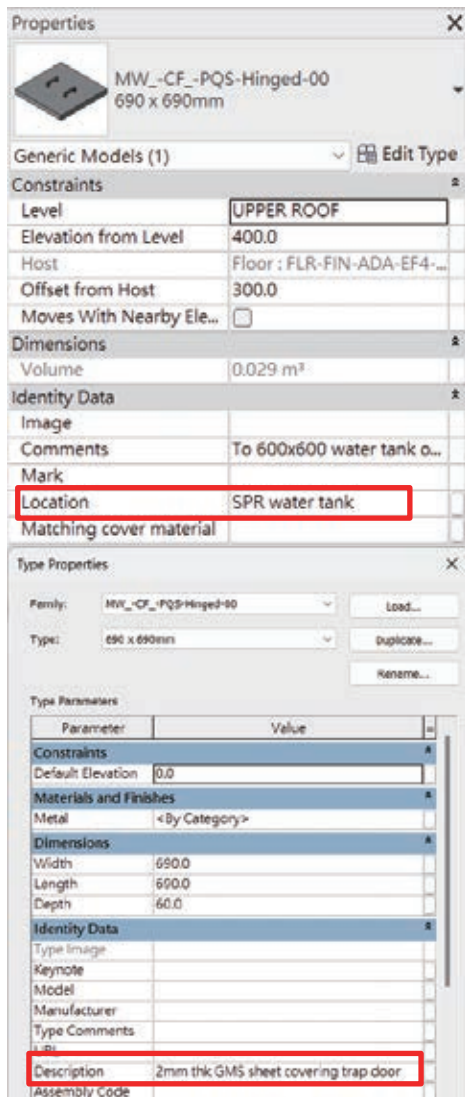 Properties
MW_-CF_-PQS-Hinged-00
690 x 690mm
Generic Models (1) Edit Type
Constraints
Level UPPER ROOF
Elevation from Level 400.0
Host Floor : FLR-FIN-ADA-EF4-...
Offset from Host 300.0
Moves With Nearby Ele...
Dimensions
Volume 0.029 m³
Identity Data
Image
Comments To 600x600 water tank o...
Mark
Location SPR water tank
Matching cover material
Type Properties
Family: MW_-CF_-PQS-Hinged-00 Load...
Type: 690 x 690mm Duplicate...
Rename...
Type Parameters
Parameter Value =
Constraints
Default Elevation 0.0
Materials and Finishes
Metal <By Category>
Dimensions
Width 690.0
Length 690.0
Depth 60.0
Identity Data
Type Image
Keynote
Model
Manufacturer
Type Comments
URL
Description 2mm thk GMS sheet covering trap door
Assembly Code